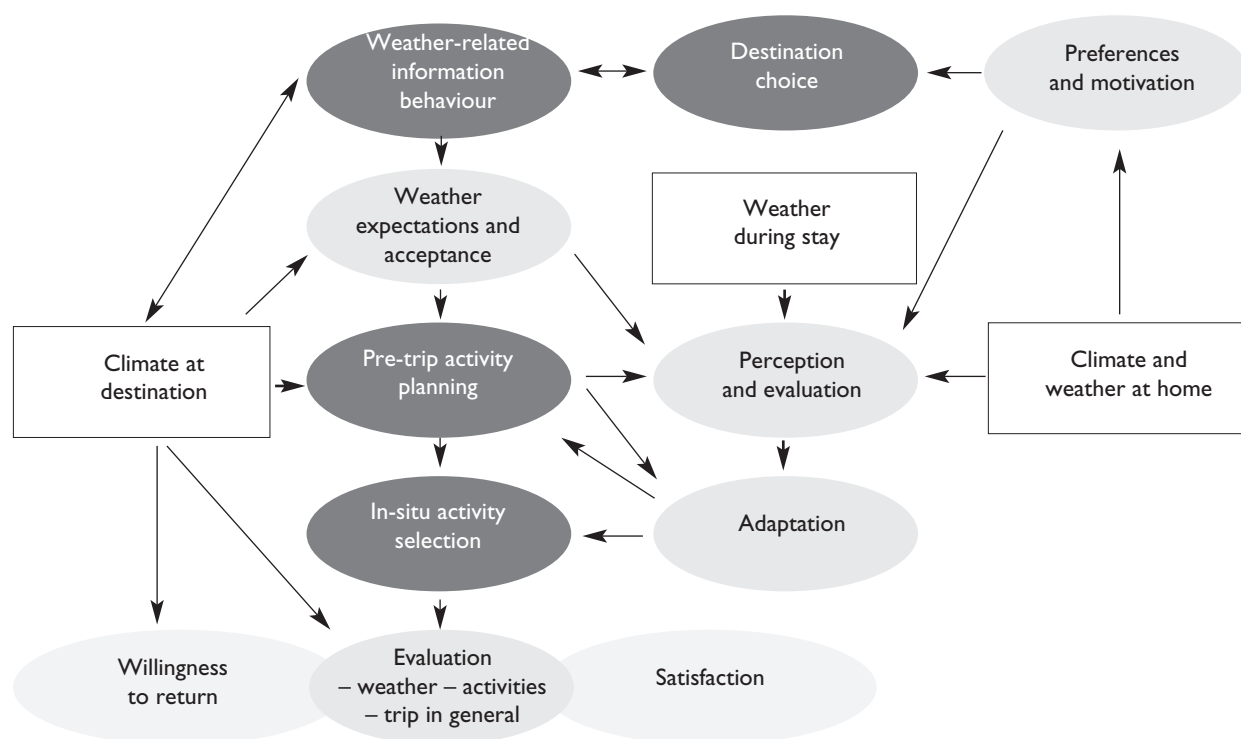 Weather-related
information
behaviour
Destination
choice
Preferences
and motivation
Weather
expectations and
acceptance
Weather
during stay
Climate at
destination
Pre-trip activity
planning
Perception
and evaluation
Climate and
weather at home
In-situ activity
selection
Adaptation
Willingness
to return
Evaluation
– weather – activities
– trip in general
Satisfaction